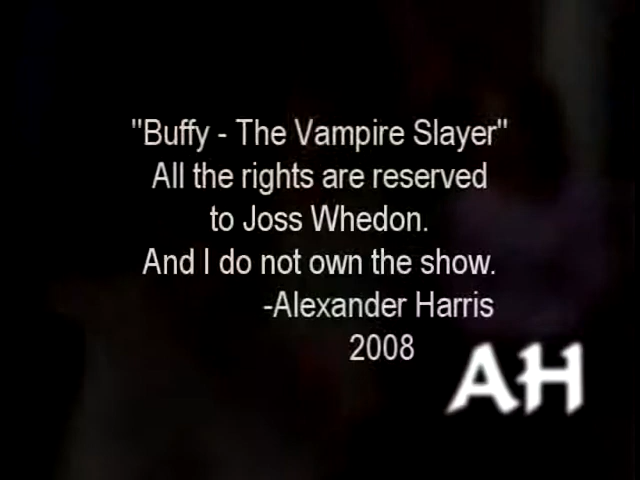 "Buffy - The Vampire Slayer"
All the rights are reserved
to Joss Whedon.
And I do not own the show.
-Alexander Harris
2008
AH